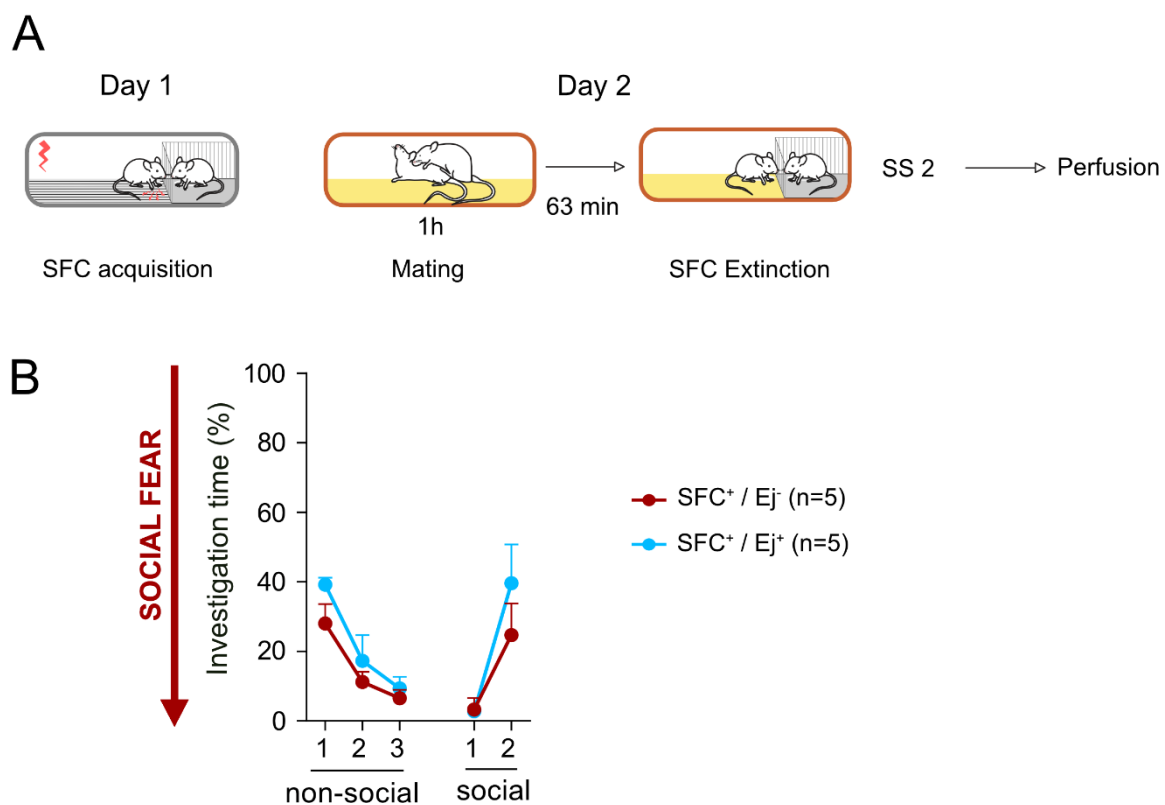 A
Day 1
Day 2
1h
63 min
SS 2
Perfusion
SFC acquisition
Mating
SFC Extinction
B
SOCIAL FEAR
Investigation time (%)
100
80
60
40
20
0
1 2 3 1 2
non-social social
SFC⁺ / Ej⁻ (n=5)
SFC⁺ / Ej⁺ (n=5)